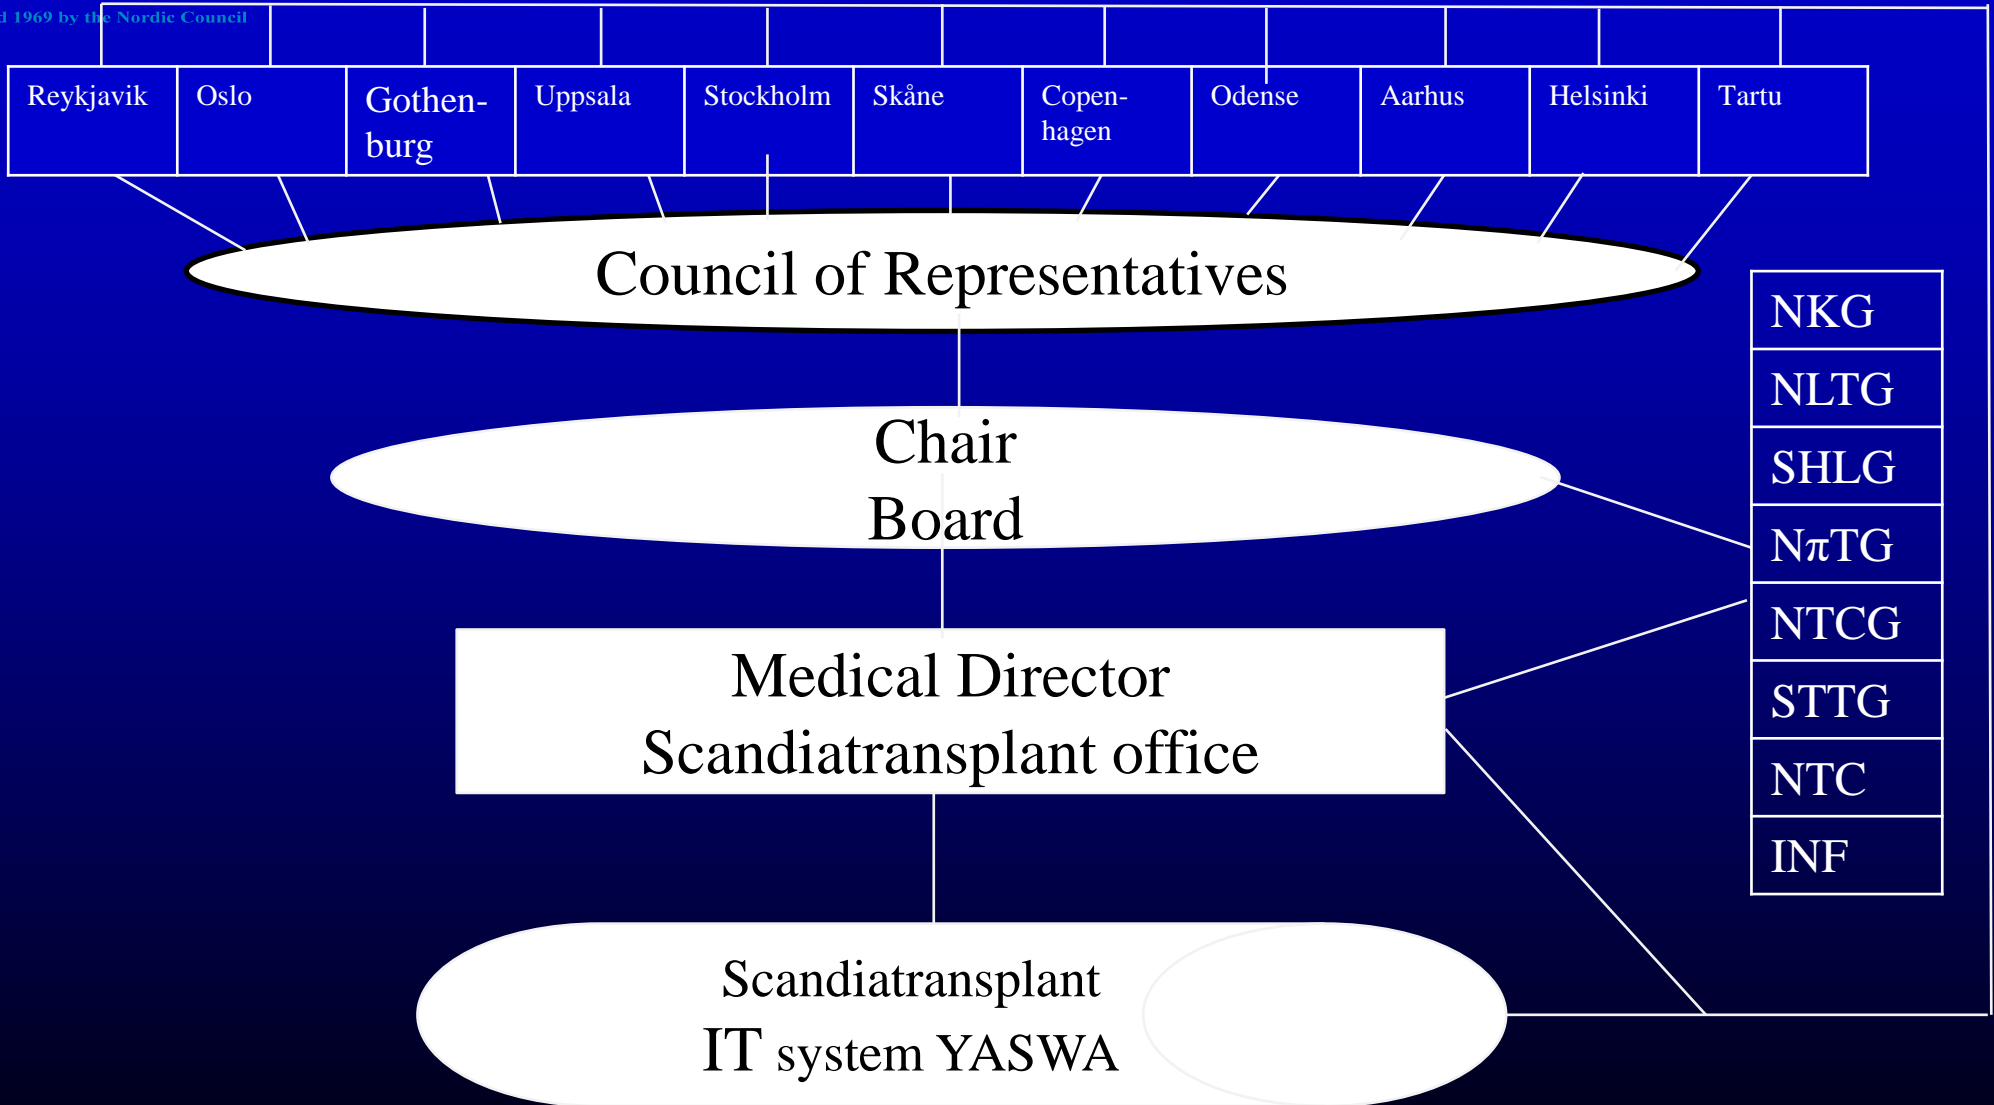 d 1969 by the Nordic Council
Reykjavik
Oslo
Gothen-
burg
Uppsala
Stockholm
Skåne
Copen-
hagen
Odense
Aarhus
Helsinki
Tartu
Council of Representatives
Chair
Board
Medical Director
Scandiatransplant office
Scandiatransplant
IT system YASWA
NKG
NLTG
SHLG
NπTG
NTCG
STTG
NTC
INF